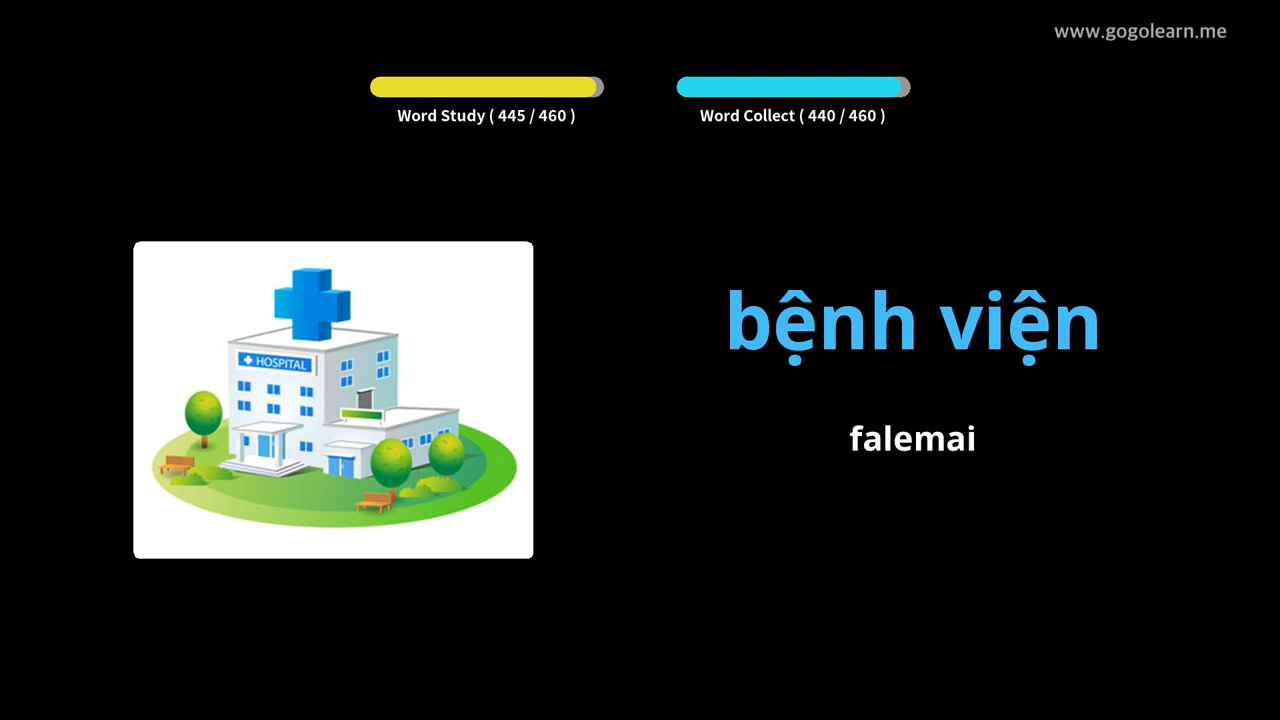 www.gogolearn.me
Word Study ( 445 / 460 )
Word Collect ( 440 / 460 )
HOSPITAL
bệnh viện
falemai